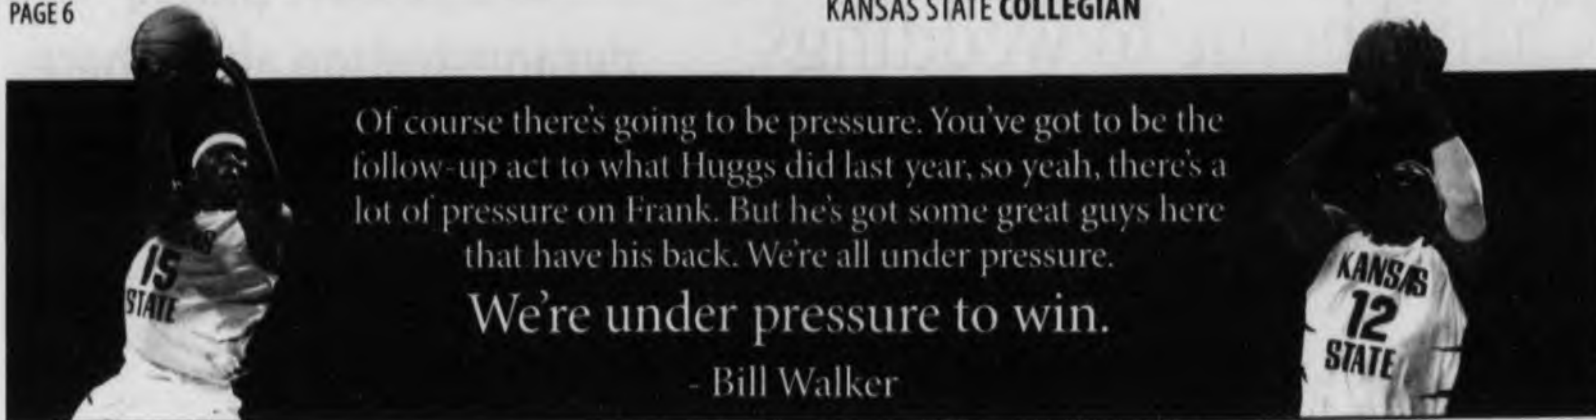 PAGE 6
KANSAS STATE COLLEGIAN
Of course there's going to be pressure. You've got to be the
follow-up act to what Huggs did last year, so yeah, there's a
lot of pressure on Frank. But he's got some great guys here
that have his back. We're all under pressure.
We're under pressure to win.
- Bill Walker
15
STATE
KANSAS
12
STATE